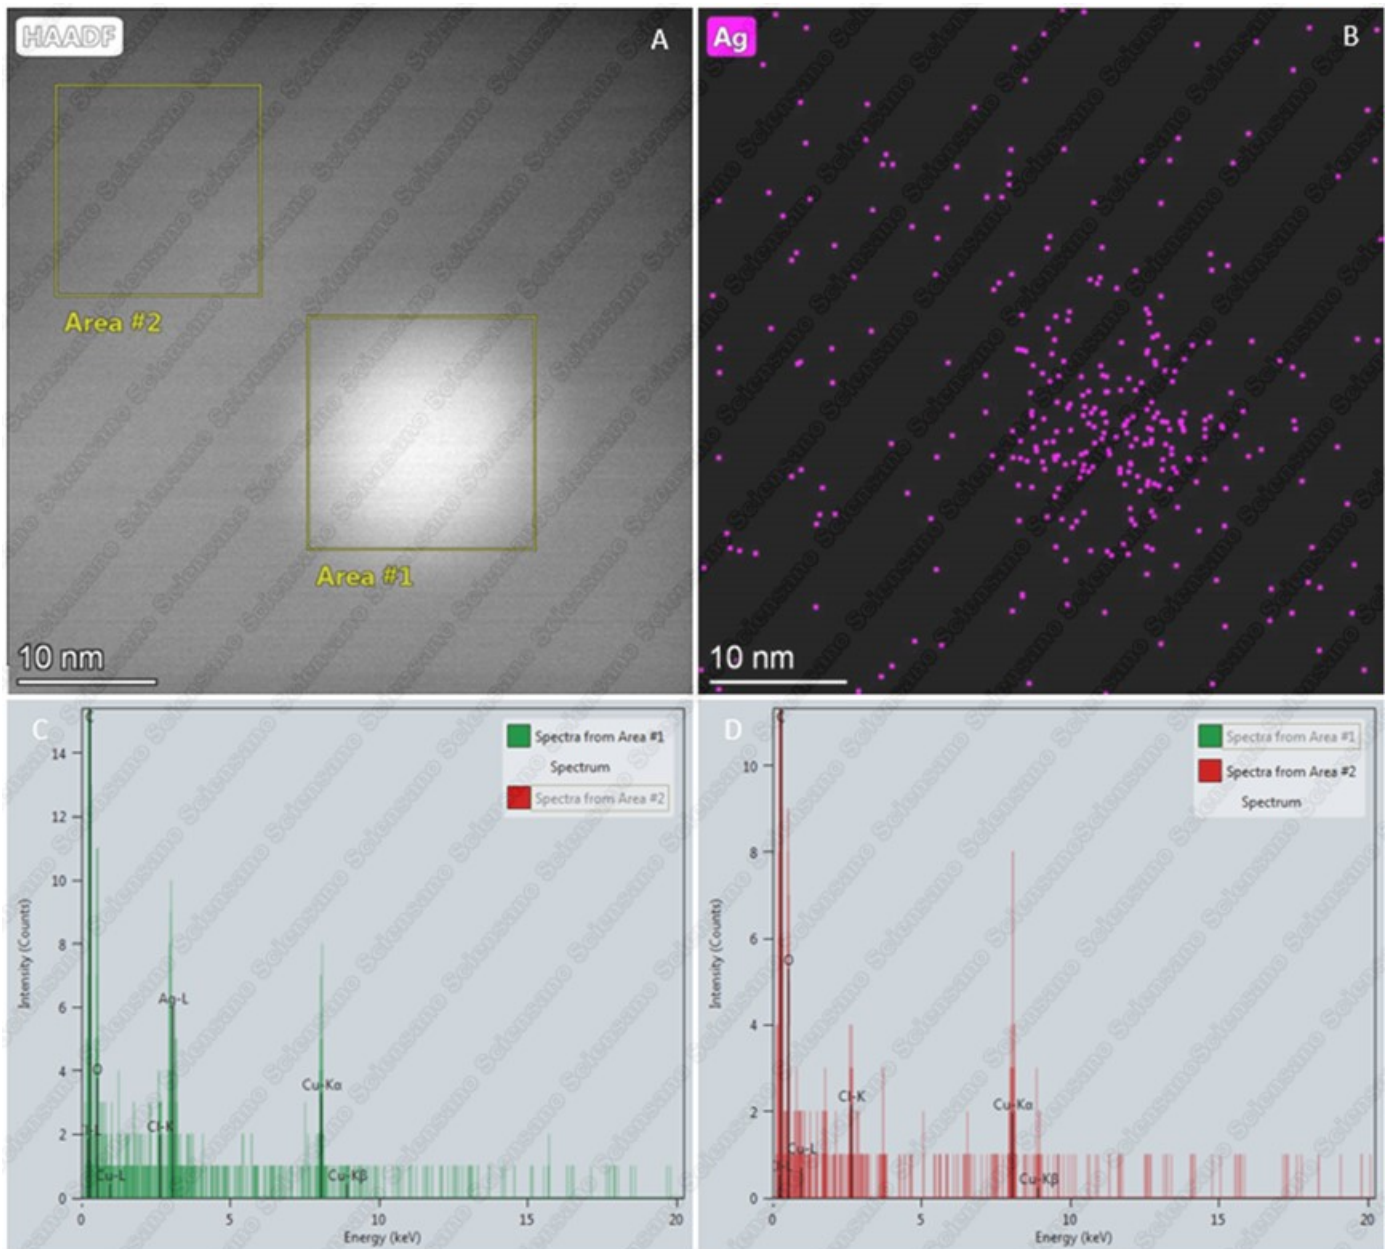 HAADF
A
Area #2
Area #1
10 nm
Ag
B
10 nm
C
C
14
12
10
8
6
4
2
0
Intensity (Counts)
Spectra from Area #1
Spectrum
Spectra from Area #2
Ag-L
O
Cu-Kα
Cl-K
Cu-L
Cu-Kβ
0
5
10
15
20
Energy (keV)
D
C
10
8
6
4
2
0
Intensity (Counts)
Spectra from Area #1
Spectra from Area #2
Spectrum
O
Cl-K
Cu-Kα
Cu-L
Cu-Kβ
0
5
10
15
20
Energy (keV)
Sciensano